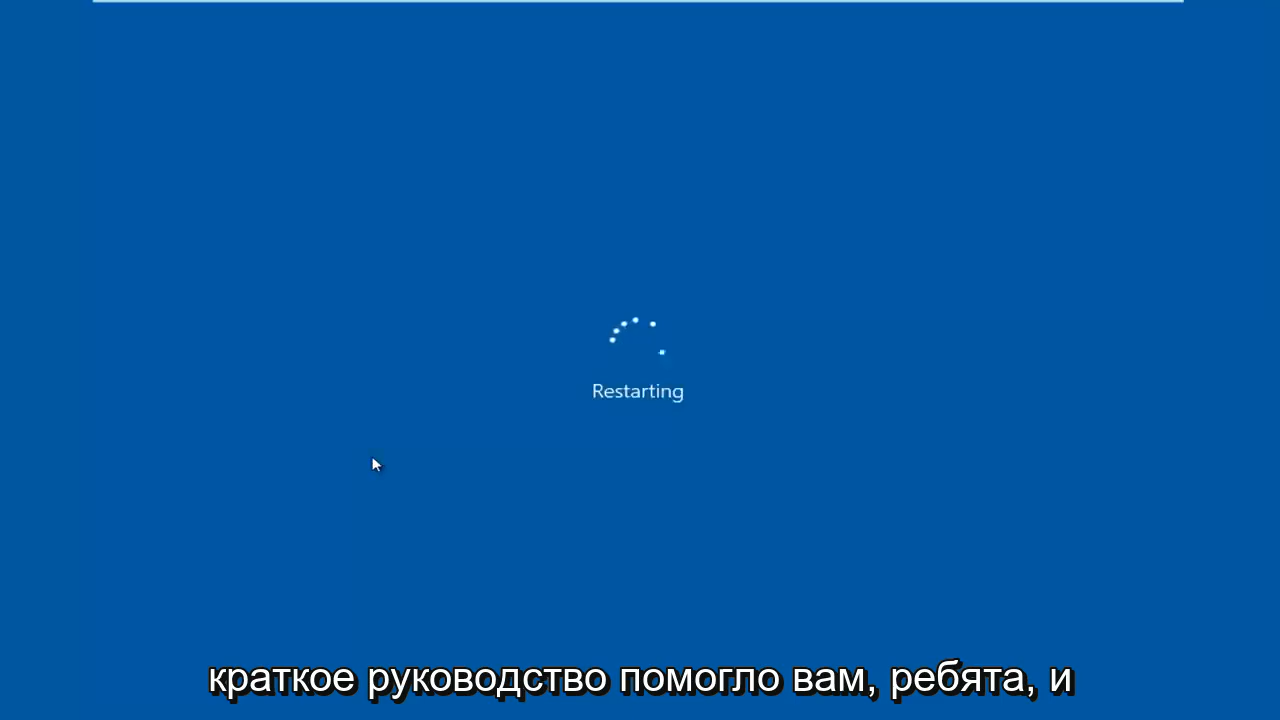 Restarting
краткое руководство помогло вам, ребята, и